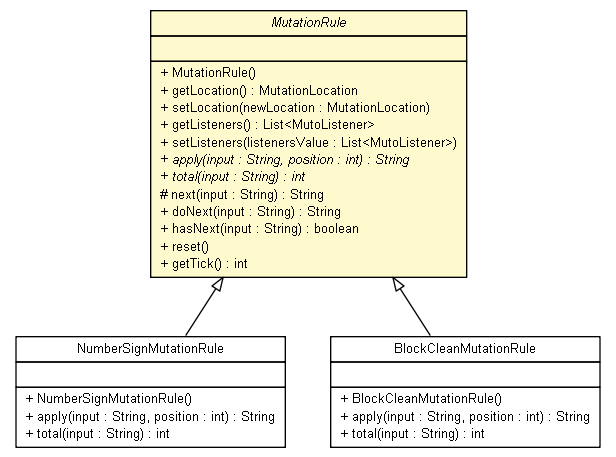 MutationRule
+ MutationRule()
+ getLocation() : MutationLocation
+ setLocation(newLocation : MutationLocation)
+ getListeners() : List<MutoListener>
+ setListeners(listenersValue : List<MutoListener>)
+ apply(input : String, position : int) : String
+ total(input : String) : int
# next(input : String) : String
+ doNext(input : String) : String
+ hasNext(input : String) : boolean
+ reset()
+ getTick() : int
NumberSignMutationRule
+ NumberSignMutationRule()
+ apply(input : String, position : int) : String
+ total(input : String) : int
BlockCleanMutationRule
+ BlockCleanMutationRule()
+ apply(input : String, position : int) : String
+ total(input : String) : int